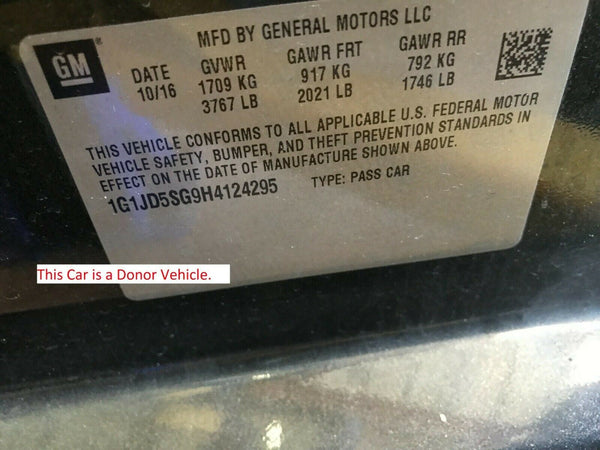 MFD BY GENERAL MOTORS LLC
GM ®
DATE GVWR GAWR FRT GAWR RR
10/16 1709 KG 917 KG 792 KG
3767 LB 2021 LB 1746 LB
THIS VEHICLE CONFORMS TO ALL APPLICABLE U.S. FEDERAL MOTOR
VEHICLE SAFETY, BUMPER, AND THEFT PREVENTION STANDARDS IN
EFFECT ON THE DATE OF MANUFACTURE SHOWN ABOVE.
1G1JD5SG9H4124295 TYPE: PASS CAR
This Car is a Donor Vehicle.